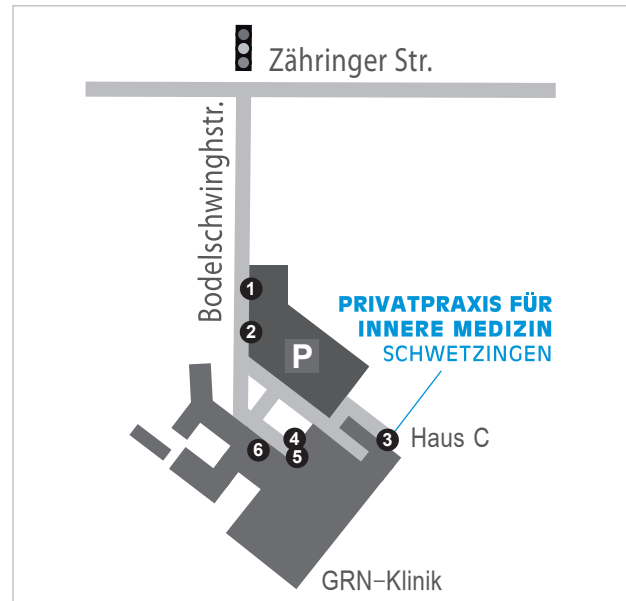 Zähringer Str.
Bodelschwinghstr.
1
2
PRIVATPRAXIS FÜR
INNERE MEDIZIN
SCHWETZINGEN
P
3
Haus C
4
5
6
GRN-Klinik